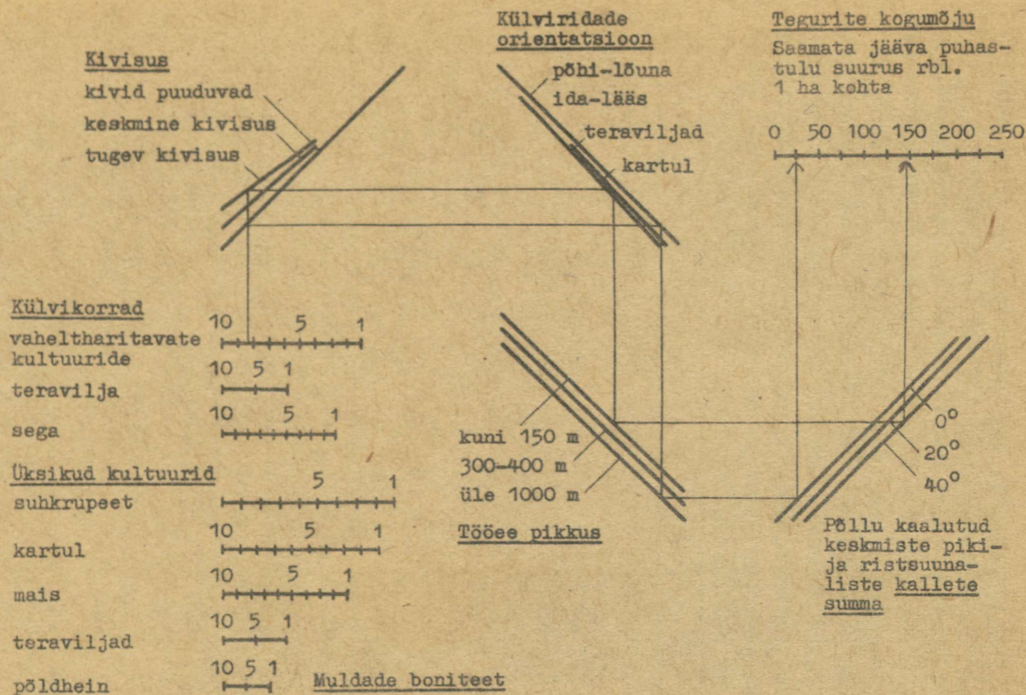 Kivisus
kivid puuduvad
keskmine kivisus
tugev kivisus
Külviridade
orientatsioon
põhi-lõuna
ida-lääs
teraviljad
kartul
Tegurite kogumõju
Saamata jääva puhas-
tulu suurus rbl.
1 ha kohta
0 50 100 150 200 250
Külvikorrad
vaheltharitavate
kultuuride
10 5 1
teravilja
10 5 1
sega
10 5 1
Üksikud kultuurid
suhkrupeet
5 1
kartul
10 5 1
mais
10 5 1
teraviljad
10 5 1
põldhein
10 5 1
Muldade boniteet
kuni 150 m
300-400 m
üle 1000 m
Tööee pikkus
0°
20°
40°
Põllu kaalutud
keskmiste piki-
ja ristsuuna-
liste kallete
summa